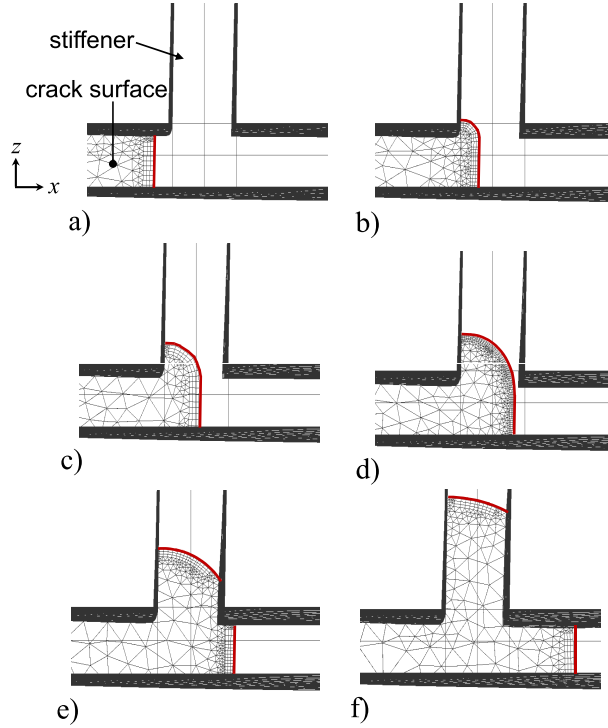 stiffener
crack surface
z
x
a)
b)
c)
d)
e)
f)